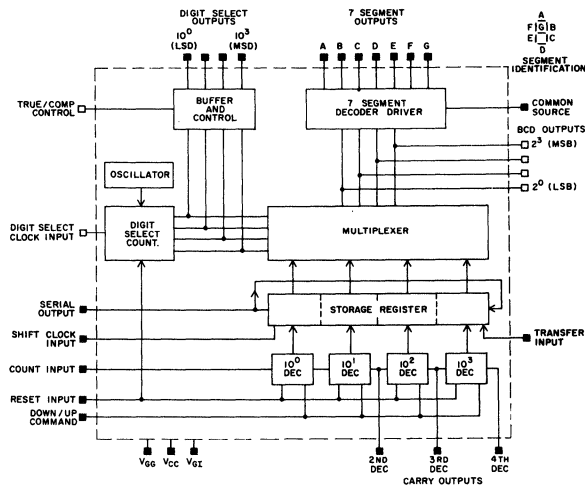 DIGIT SELECT
OUTPUTS
10⁰ 10³
(LSD) (MSD)
7 SEGMENT
OUTPUTS
A B C D E F G
A
F G B
E C
D
SEGMENT
IDENTIFICATION
TRUE/COMP
CONTROL
BUFFER
AND
CONTROL
7 SEGMENT
DECODER DRIVER
COMMON
SOURCE
BCD OUTPUTS
2³ (MSB)
2⁰ (LSB)
OSCILLATOR
DIGIT SELECT
CLOCK INPUT
DIGIT
SELECT
COUNT.
MULTIPLEXER
SERIAL
OUTPUT
STORAGE REGISTER
SHIFT CLOCK
INPUT
TRANSFER
INPUT
COUNT INPUT
10⁰
DEC
10¹
DEC
10²
DEC
10³
DEC
RESET INPUT
DOWN/UP
COMMAND
VGG VCC VGI
2ND
DEC
3RD
DEC
4TH
DEC
CARRY OUTPUTS